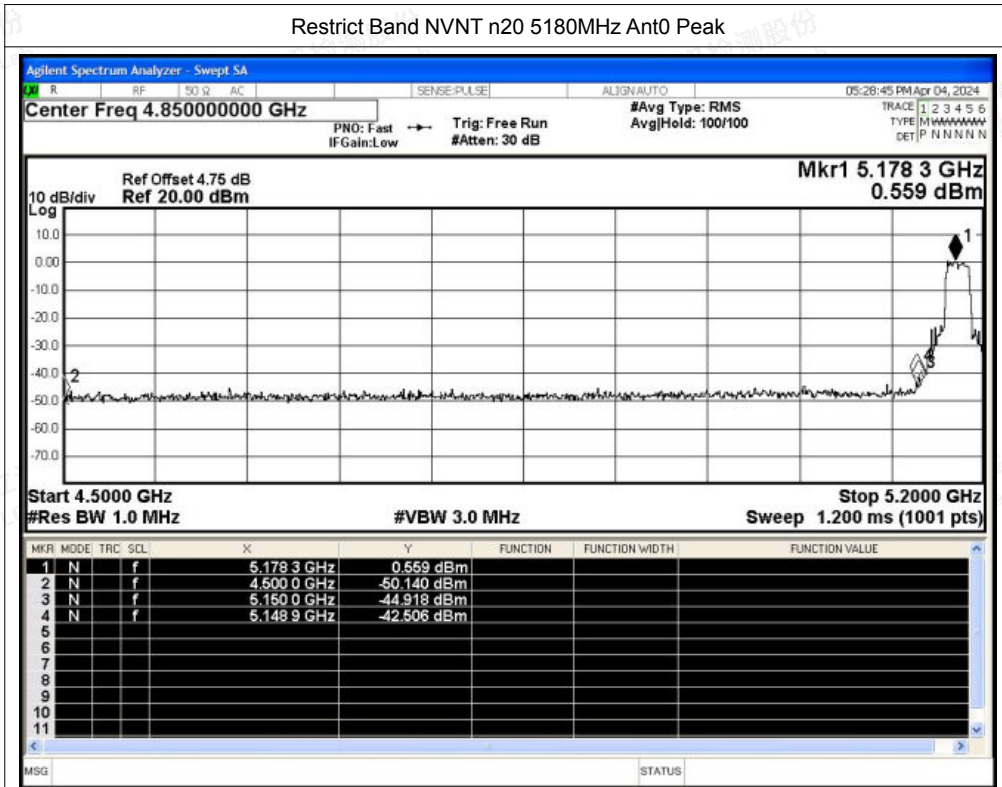 Restrict Band NVNT n20 5180MHz Ant0 Peak
Agilent Spectrum Analyzer - Swept SA
LXI R RF 50 Ω AC SENSE:PULSE ALIGNAUTO 05:28:45 PM Apr 04, 2024
Center Freq 4.850000000 GHz
PNO: Fast
IFGain:Low
Trig: Free Run
#Atten: 30 dB
#Avg Type: RMS
Avg|Hold: 100/100
TRACE 1 2 3 4 5 6
TYPE M
DET P N N N N N
Mkr1 5.178 3 GHz
0.559 dBm
Ref Offset 4.75 dB
10 dB/div Ref 20.00 dBm
Log
10.0
0.00
-10.0
-20.0
-30.0
-40.0
-50.0
-60.0
-70.0
1
2
4
3
Start 4.5000 GHz Stop 5.2000 GHz
#Res BW 1.0 MHz #VBW 3.0 MHz Sweep 1.200 ms (1001 pts)
MKR MODE TRC SCL X Y FUNCTION FUNCTION WIDTH FUNCTION VALUE
1 N f 5.178 3 GHz 0.559 dBm
2 N f 4.500 0 GHz -50.140 dBm
3 N f 5.150 0 GHz -44.918 dBm
4 N f 5.148 9 GHz -42.506 dBm
5
6
7
8
9
10
11
MSG STATUS